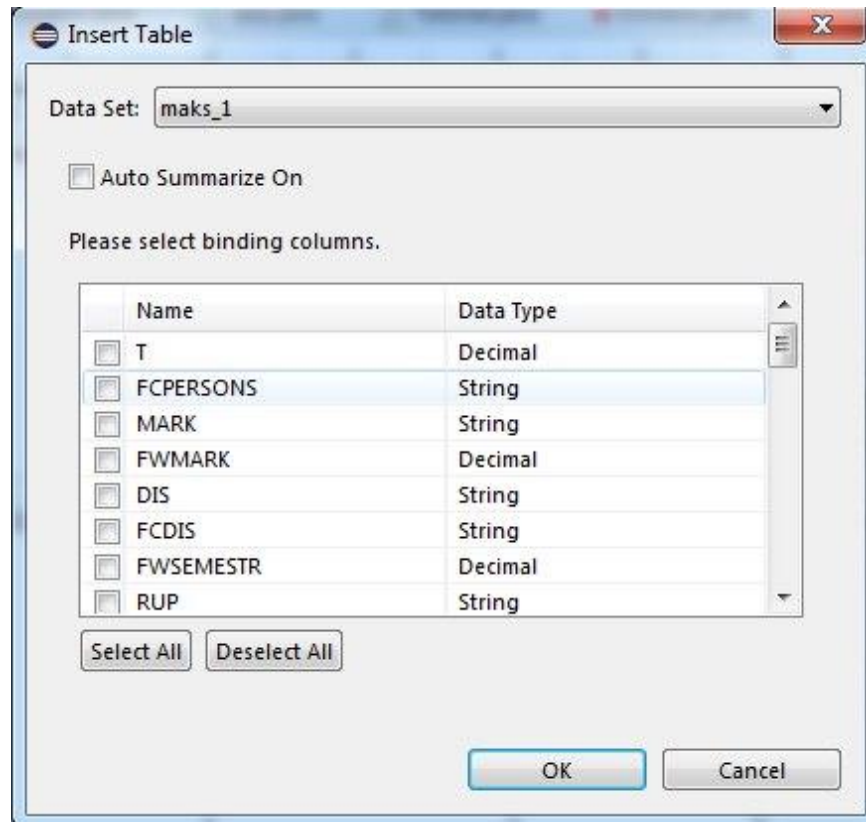 Insert Table
Data Set: maks_1
Auto Summarize On
Please select binding columns.
Name Data Type
T Decimal
FCPERSONS String
MARK String
FWMARK Decimal
DIS String
FCDIS String
FWSEMESTR Decimal
RUP String
Select All Deselect All
OK Cancel